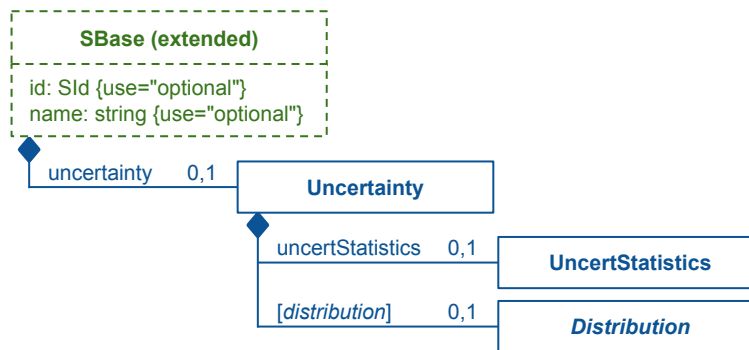 SBase (extended)
id: SId {use="optional"}
name: string {use="optional"}
uncertainty 0,1
Uncertainty
uncertStatistics 0,1
UncertStatistics
[distribution] 0,1
Distribution